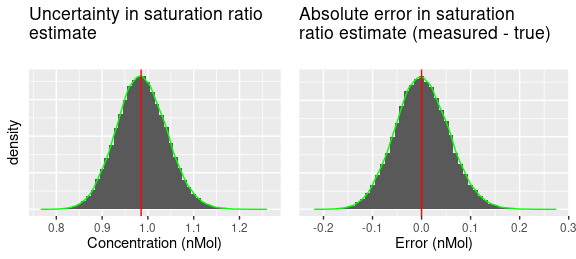 Uncertainty in saturation ratio
estimate
Absolute error in saturation
ratio estimate (measured - true)
density
0.8 0.9 1.0 1.1 1.2
Concentration (nMol)
-0.2 -0.1 0.0 0.1 0.2 0.3
Error (nMol)